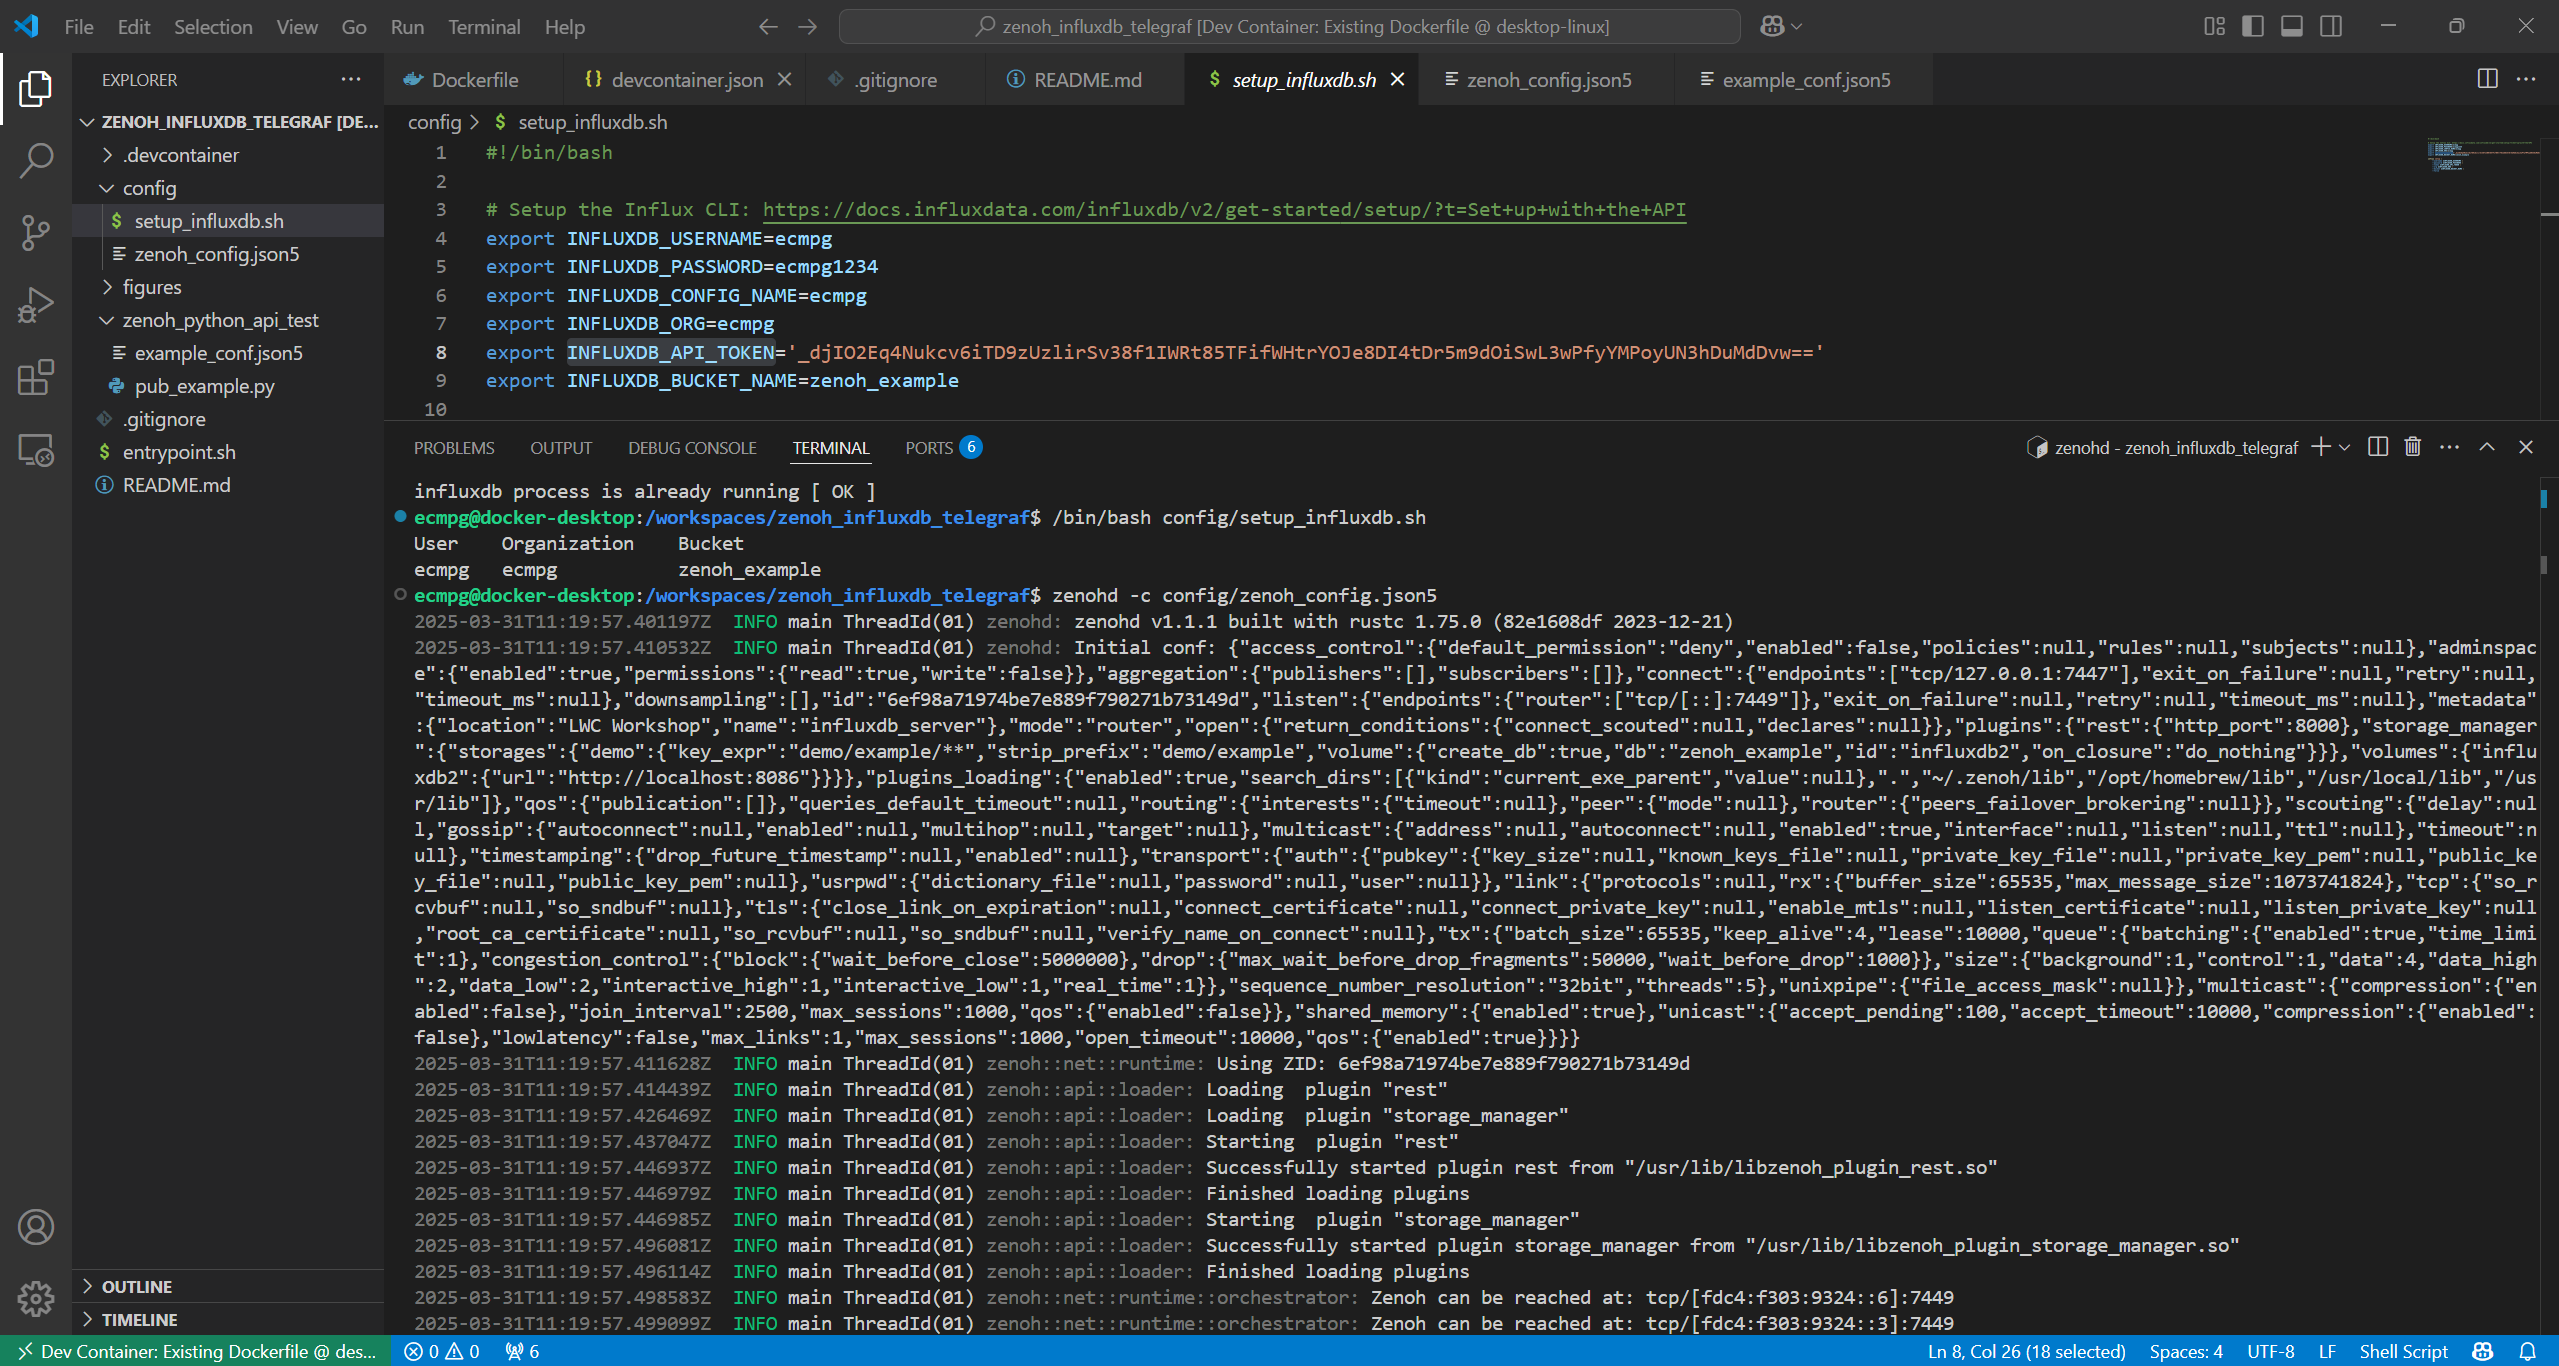 File Edit Selection View Go Run Terminal Help
zenoh_influxdb_telegraf [Dev Container: Existing Dockerfile @ desktop-linux]
EXPLORER
ZENOH_INFLUXDB_TELEGRAF [DE...
.devcontainer
config
setup_influxdb.sh
zenoh_config.json5
figures
zenoh_python_api_test
example_conf.json5
pub_example.py
.gitignore
entrypoint.sh
README.md
OUTLINE
TIMELINE
Dockerfile
devcontainer.json
.gitignore
README.md
setup_influxdb.sh
zenoh_config.json5
example_conf.json5
config > $ setup_influxdb.sh
1 #!/bin/bash
2
3 # Setup the Influx CLI: https://docs.influxdata.com/influxdb/v2/get-started/setup/?t=Set+up+with+the+API
4 export INFLUXDB_USERNAME=ecmpg
5 export INFLUXDB_PASSWORD=ecmpg1234
6 export INFLUXDB_CONFIG_NAME=ecmpg
7 export INFLUXDB_ORG=ecmpg
8 export INFLUXDB_API_TOKEN='_djIO2Eq4Nukcv6iTD9zUzlirSv38f1IWRt85TFifWHtrYOJe8DI4tDr5m9dOiSwL3wPfyYMPoyUN3hDuMdDvw=='
9 export INFLUXDB_BUCKET_NAME=zenoh_example
10
PROBLEMS OUTPUT DEBUG CONSOLE TERMINAL PORTS 6
zenohd - zenoh_influxdb_telegraf
influxdb process is already running [ OK ]
ecmpg@docker-desktop:/workspaces/zenoh_influxdb_telegraf$ /bin/bash config/setup_influxdb.sh
User Organization Bucket
ecmpg ecmpg zenoh_example
ecmpg@docker-desktop:/workspaces/zenoh_influxdb_telegraf$ zenohd -c config/zenoh_config.json5
2025-03-31T11:19:57.401197Z INFO main ThreadId(01) zenohd: zenohd v1.1.1 built with rustc 1.75.0 (82e1608df 2023-12-21)
2025-03-31T11:19:57.410532Z INFO main ThreadId(01) zenohd: Initial conf: {"access_control":{"default_permission":"deny","enabled":false,"policies":null,"rules":null,"subjects":null},"adminspac
e":{"enabled":true,"permissions":{"read":true,"write":false}},"aggregation":{"publishers":[],"subscribers":[]},"connect":{"endpoints":["tcp/127.0.0.1:7447"],"exit_on_failure":null,"retry":null,
"timeout_ms":null},"downsampling":[],"id":"6ef98a71974be7e889f790271b73149d","listen":{"endpoints":{"router":["tcp/[::]:7449"]},"exit_on_failure":null,"retry":null,"timeout_ms":null},"metadata"
:{"location":"LWC Workshop","name":"influxdb_server"},"mode":"router","open":{"return_conditions":{"connect_scouted":null,"declares":null}},"plugins":{"rest":{"http_port":8000},"storage_manager
":{"storages":{"demo":{"key_expr":"demo/example/**","strip_prefix":"demo/example","volume":{"create_db":true,"db":"zenoh_example","id":"influxdb2","on_closure":"do_nothing"}}},"volumes":{"influ
xdb2":{"url":"http://localhost:8086"}}}},"plugins_loading":{"enabled":true,"search_dirs":[{"kind":"current_exe_parent","value":null},".","~/.zenoh/lib","/opt/homebrew/lib","/usr/local/lib","/us
r/lib"]},"qos":{"publication":[]},"queries_default_timeout":null,"routing":{"interests":{"timeout":null},"peer":{"mode":null},"router":{"peers_failover_brokering":null}},"scouting":{"delay":nul
l,"gossip":{"autoconnect":null,"enabled":null,"multihop":null,"target":null},"multicast":{"address":null,"autoconnect":null,"enabled":true,"interface":null,"listen":null,"ttl":null},"timeout":n
ull},"timestamping":{"drop_future_timestamp":null,"enabled":null},"transport":{"auth":{"pubkey":{"key_size":null,"known_keys_file":null,"private_key_file":null,"private_key_pem":null,"public_ke
y_file":null,"public_key_pem":null},"usrpwd":{"dictionary_file":null,"password":null,"user":null}},"link":{"protocols":null,"rx":{"buffer_size":65535,"max_message_size":1073741824},"tcp":{"so_r
cvbuf":null,"so_sndbuf":null},"tls":{"close_link_on_expiration":null,"connect_certificate":null,"connect_private_key":null,"enable_mtls":null,"listen_certificate":null,"listen_private_key":null
,"root_ca_certificate":null,"so_rcvbuf":null,"so_sndbuf":null,"verify_name_on_connect":null},"tx":{"batch_size":65535,"keep_alive":4,"lease":10000,"queue":{"batching":{"enabled":true,"time_limi
t":1},"congestion_control":{"block":{"wait_before_close":5000000},"drop":{"max_wait_before_drop_fragments":50000,"wait_before_drop":1000}},"size":{"background":1,"control":1,"data":4,"data_high
":2,"data_low":2,"interactive_high":1,"interactive_low":1,"real_time":1}},"sequence_number_resolution":"32bit","threads":5},"unixpipe":{"file_access_mask":null}},"multicast":{"compression":{"en
abled":false},"join_interval":2500,"max_sessions":1000,"qos":{"enabled":false}},"shared_memory":{"enabled":true},"unicast":{"accept_pending":100,"accept_timeout":10000,"compression":{"enabled":
false},"lowlatency":false,"max_links":1,"max_sessions":1000,"open_timeout":10000,"qos":{"enabled":true}}}}
2025-03-31T11:19:57.411628Z INFO main ThreadId(01) zenoh::net::runtime: Using ZID: 6ef98a71974be7e889f790271b73149d
2025-03-31T11:19:57.414439Z INFO main ThreadId(01) zenoh::api::loader: Loading  plugin "rest"
2025-03-31T11:19:57.426469Z INFO main ThreadId(01) zenoh::api::loader: Loading  plugin "storage_manager"
2025-03-31T11:19:57.437047Z INFO main ThreadId(01) zenoh::api::loader: Starting  plugin "rest"
2025-03-31T11:19:57.446937Z INFO main ThreadId(01) zenoh::api::loader: Successfully started plugin rest from "/usr/lib/libzenoh_plugin_rest.so"
2025-03-31T11:19:57.446979Z INFO main ThreadId(01) zenoh::api::loader: Finished loading plugins
2025-03-31T11:19:57.446985Z INFO main ThreadId(01) zenoh::api::loader: Starting  plugin "storage_manager"
2025-03-31T11:19:57.496081Z INFO main ThreadId(01) zenoh::api::loader: Successfully started plugin storage_manager from "/usr/lib/libzenoh_plugin_storage_manager.so"
2025-03-31T11:19:57.496114Z INFO main ThreadId(01) zenoh::api::loader: Finished loading plugins
2025-03-31T11:19:57.498583Z INFO main ThreadId(01) zenoh::net::runtime::orchestrator: Zenoh can be reached at: tcp/[fdc4:f303:9324::6]:7449
2025-03-31T11:19:57.499099Z INFO main ThreadId(01) zenoh::net::runtime::orchestrator: Zenoh can be reached at: tcp/[fdc4:f303:9324::3]:7449
Dev Container: Existing Dockerfile @ des... 0 0 6 Ln 8, Col 26 (18 selected) Spaces: 4 UTF-8 LF Shell Script